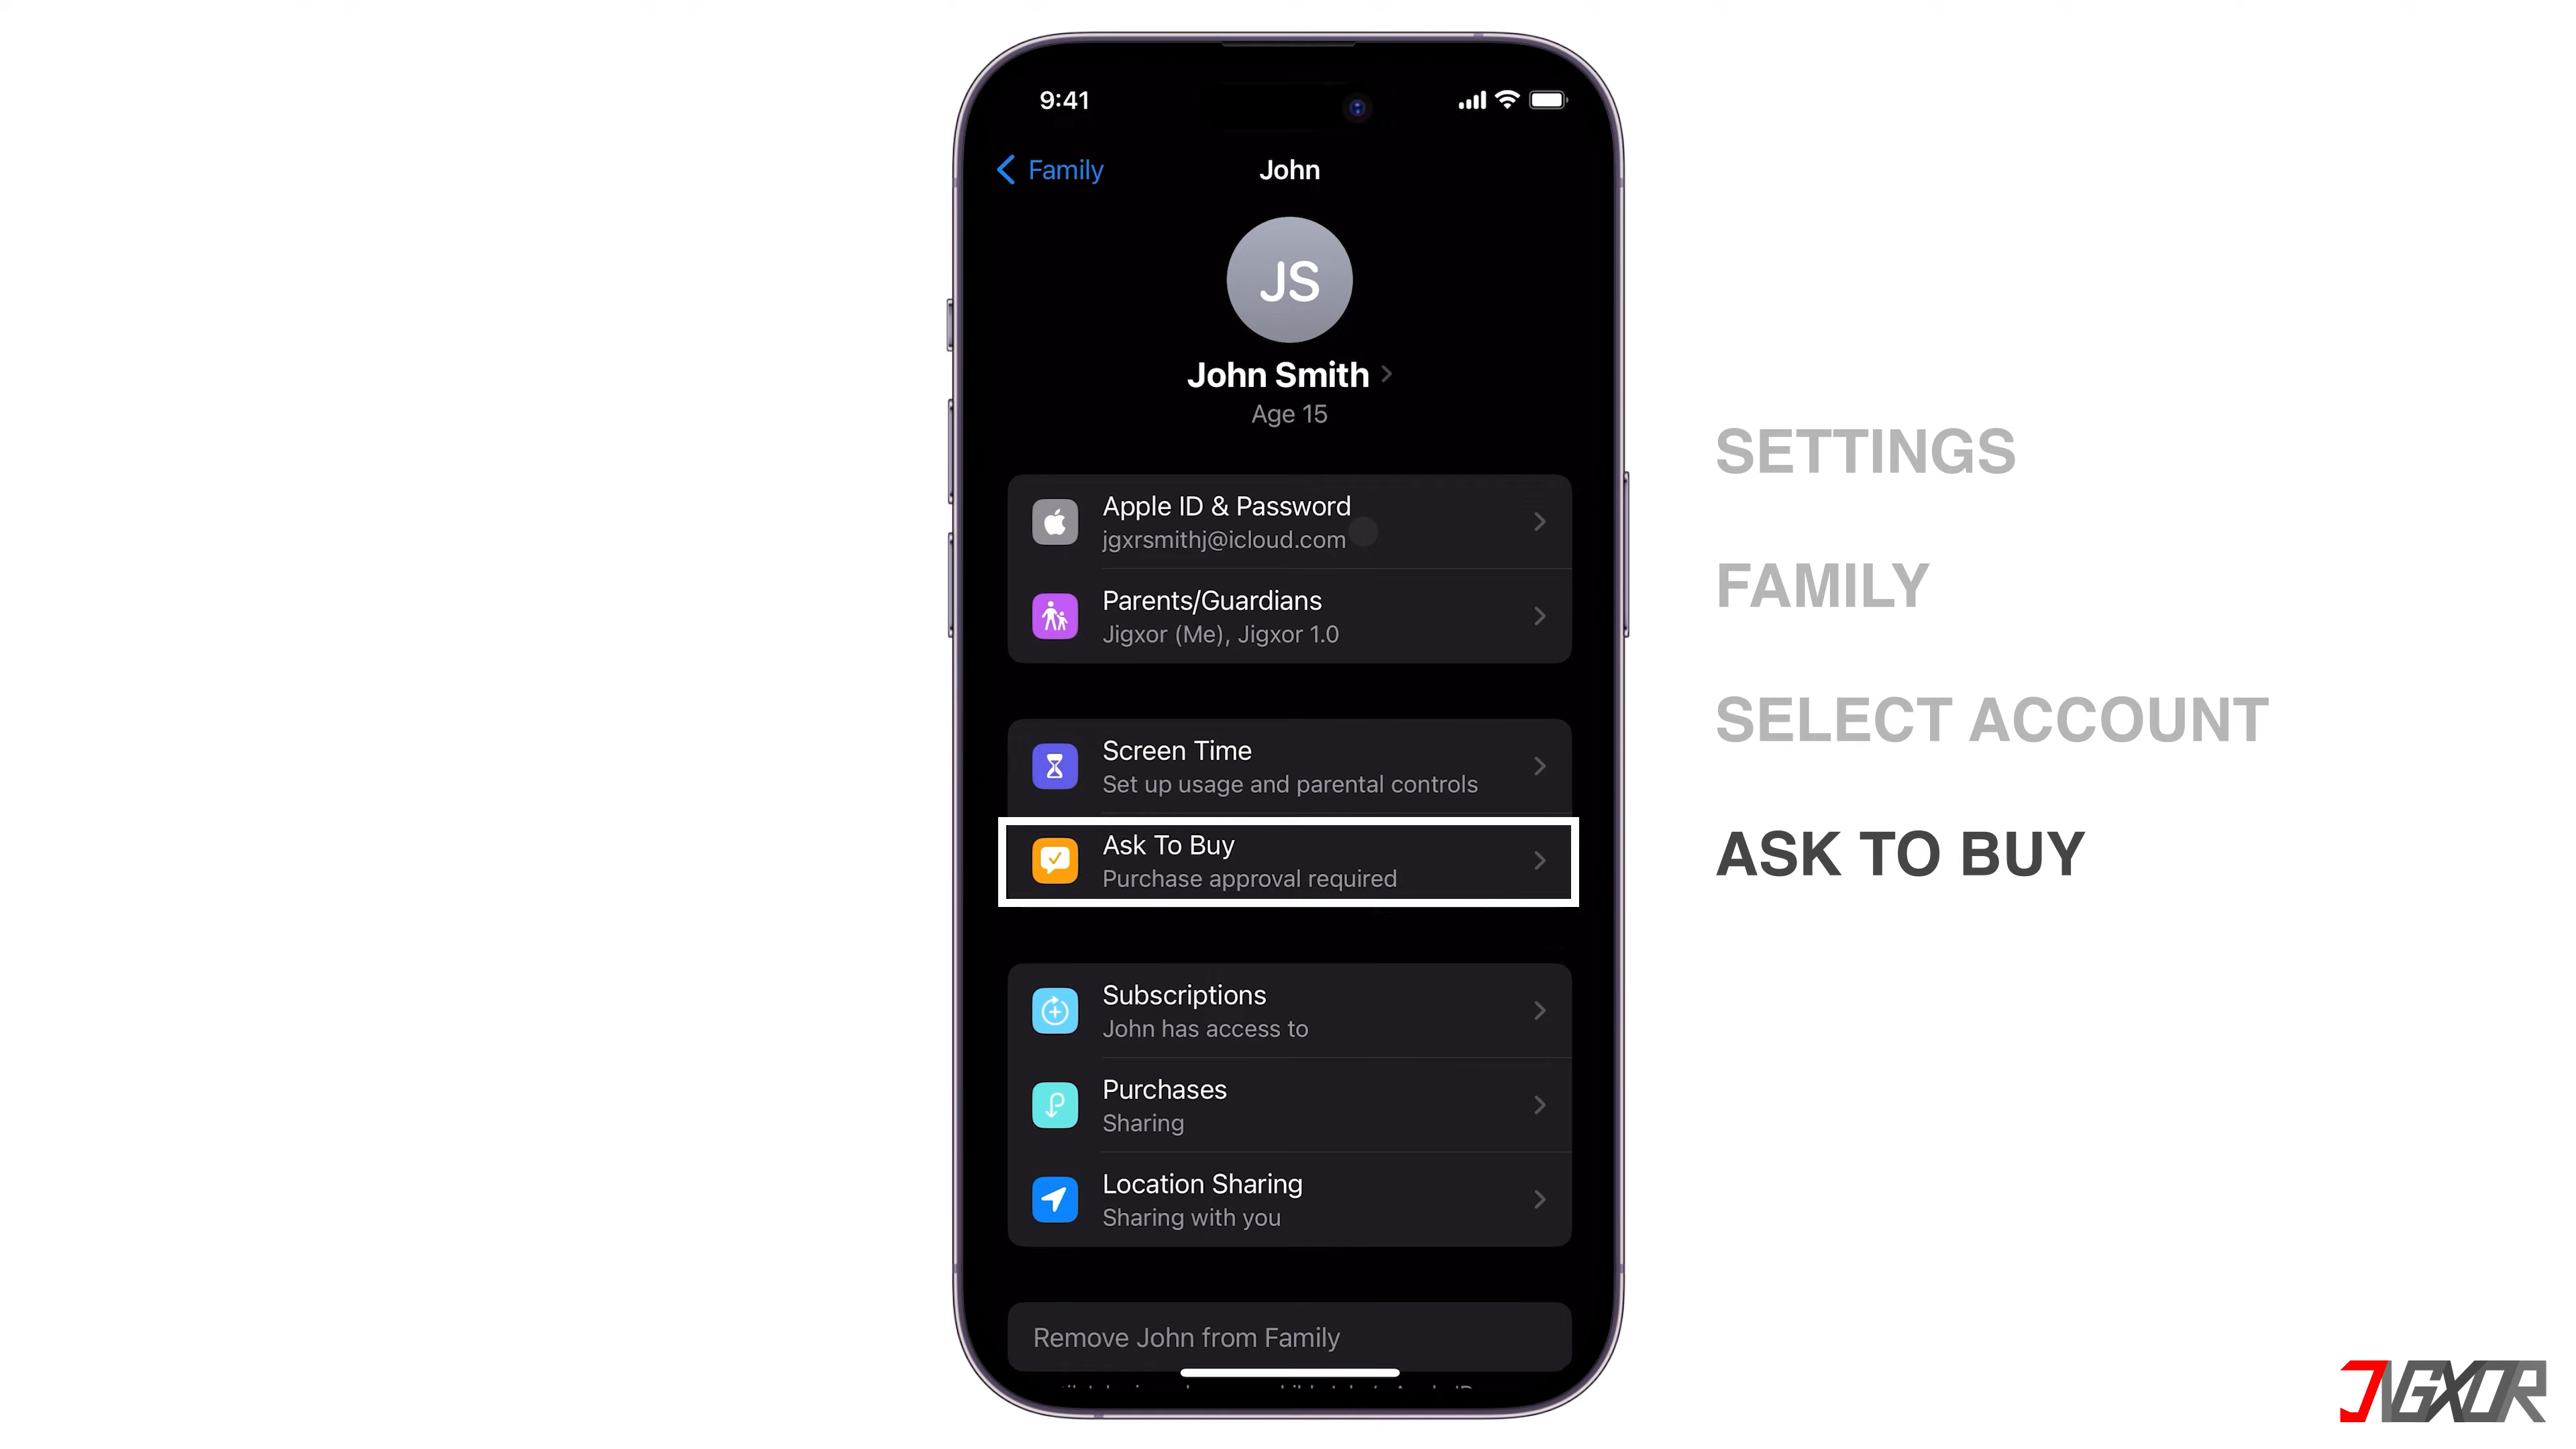 9:41
Family
John
JS
John Smith
Age 15
Apple ID & Password
jgxrsmithj@icloud.com
Parents/Guardians
Jigxor (Me), Jigxor 1.0
Screen Time
Set up usage and parental controls
Ask To Buy
Purchase approval required
Subscriptions
John has access to
Purchases
Sharing
Location Sharing
Sharing with you
Remove John from Family
SETTINGS
FAMILY
SELECT ACCOUNT
ASK TO BUY
JIGXOR